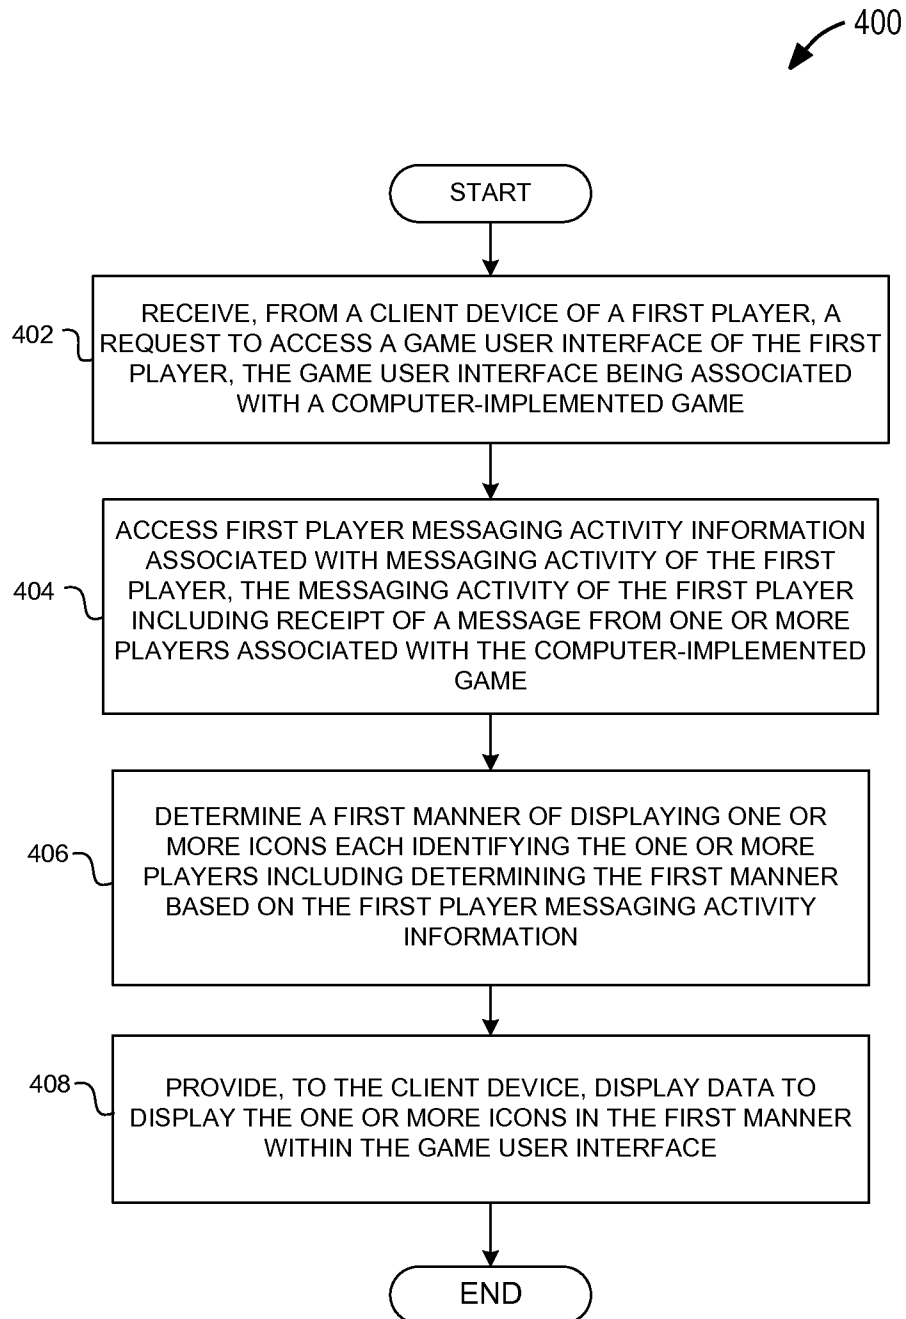 400
START
402
RECEIVE, FROM A CLIENT DEVICE OF A FIRST PLAYER, A
REQUEST TO ACCESS A GAME USER INTERFACE OF THE FIRST
PLAYER, THE GAME USER INTERFACE BEING ASSOCIATED
WITH A COMPUTER-IMPLEMENTED GAME
404
ACCESS FIRST PLAYER MESSAGING ACTIVITY INFORMATION
ASSOCIATED WITH MESSAGING ACTIVITY OF THE FIRST
PLAYER, THE MESSAGING ACTIVITY OF THE FIRST PLAYER
INCLUDING RECEIPT OF A MESSAGE FROM ONE OR MORE
PLAYERS ASSOCIATED WITH THE COMPUTER-IMPLEMENTED
GAME
406
DETERMINE A FIRST MANNER OF DISPLAYING ONE OR
MORE ICONS EACH IDENTIFYING THE ONE OR MORE
PLAYERS INCLUDING DETERMINING THE FIRST MANNER
BASED ON THE FIRST PLAYER MESSAGING ACTIVITY
INFORMATION
408
PROVIDE, TO THE CLIENT DEVICE, DISPLAY DATA TO
DISPLAY THE ONE OR MORE ICONS IN THE FIRST MANNER
WITHIN THE GAME USER INTERFACE
END